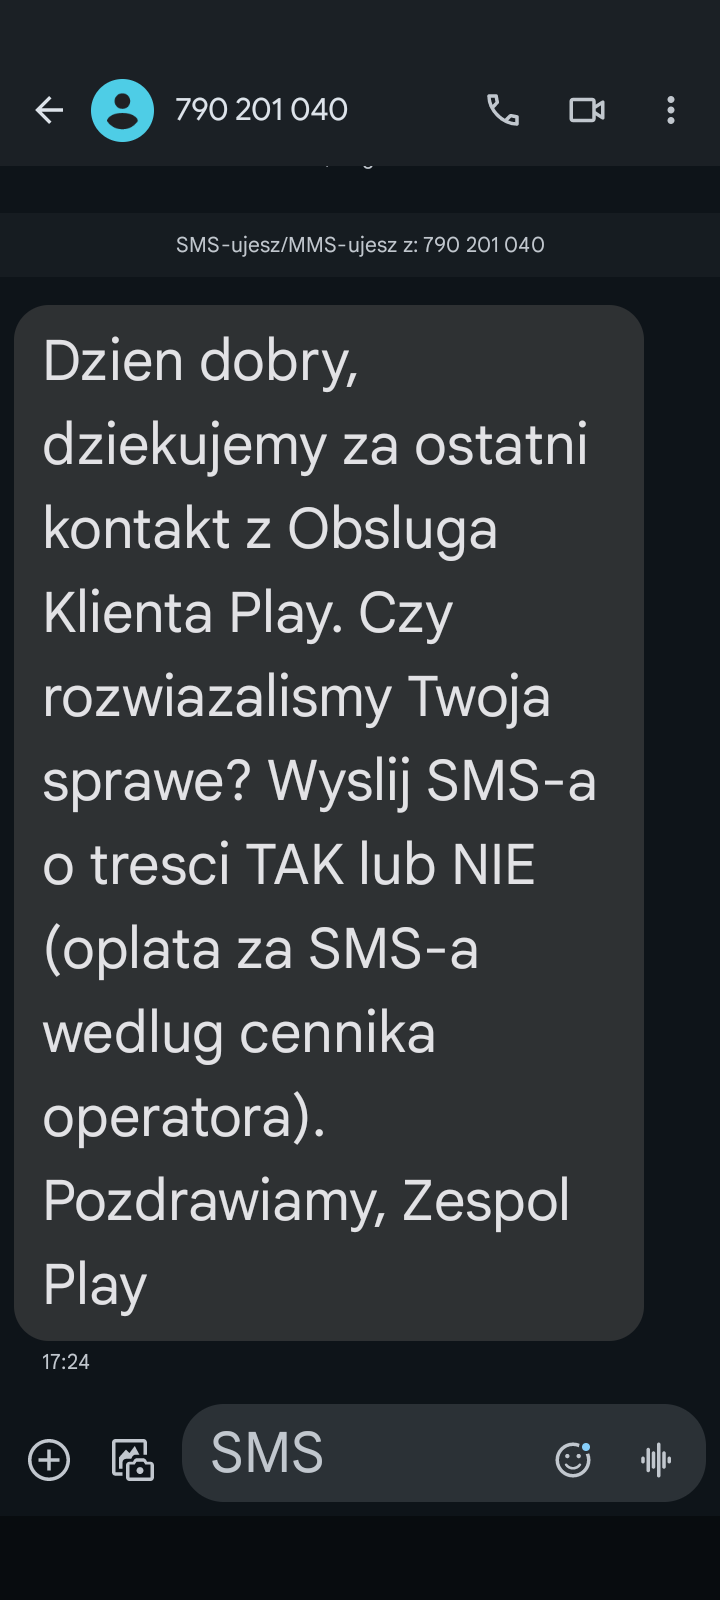 790 201 040
SMS-ujesz/MMS-ujesz z: 790 201 040
Dzien dobry,
dziekujemy za ostatni
kontakt z Obsluga
Klienta Play. Czy
rozwiazalismy Twoja
sprawe? Wyslij SMS-a
o tresci TAK lub NIE
(oplata za SMS-a
wedlug cennika
operatora).
Pozdrawiamy, Zespol
Play
17:24
SMS